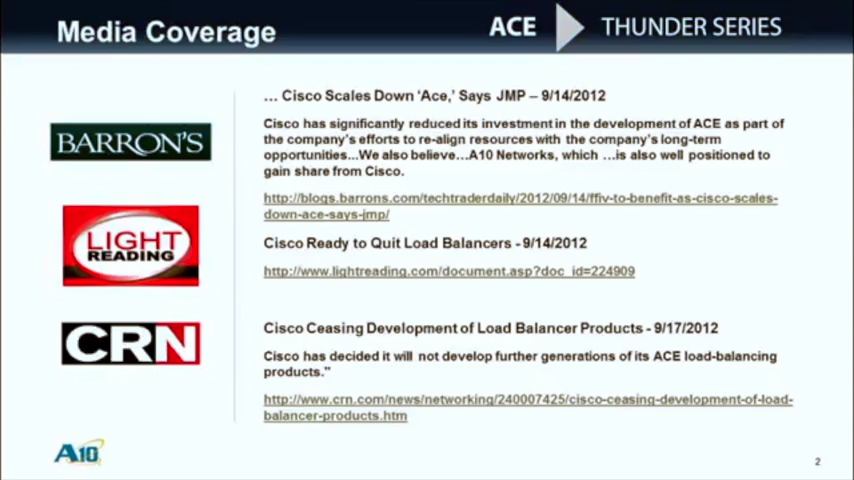 Media Coverage
ACE THUNDER SERIES
BARRON'S
… Cisco Scales Down ‘Ace,’ Says JMP – 9/14/2012
Cisco has significantly reduced its investment in the development of ACE as part of
the company's efforts to re-align resources with the company's long-term
opportunities...We also believe…A10 Networks, which …is also well positioned to
gain share from Cisco.
http://blogs.barrons.com/techtraderdaily/2012/09/14/ffiv-to-benefit-as-cisco-scales-
down-ace-says-jmp/
LIGHT
READING
Cisco Ready to Quit Load Balancers - 9/14/2012
http://www.lightreading.com/document.asp?doc_id=224909
CRN
Cisco Ceasing Development of Load Balancer Products - 9/17/2012
Cisco has decided it will not develop further generations of its ACE load-balancing
products."
http://www.crn.com/news/networking/240007425/cisco-ceasing-development-of-load-
balancer-products.htm
A10
2